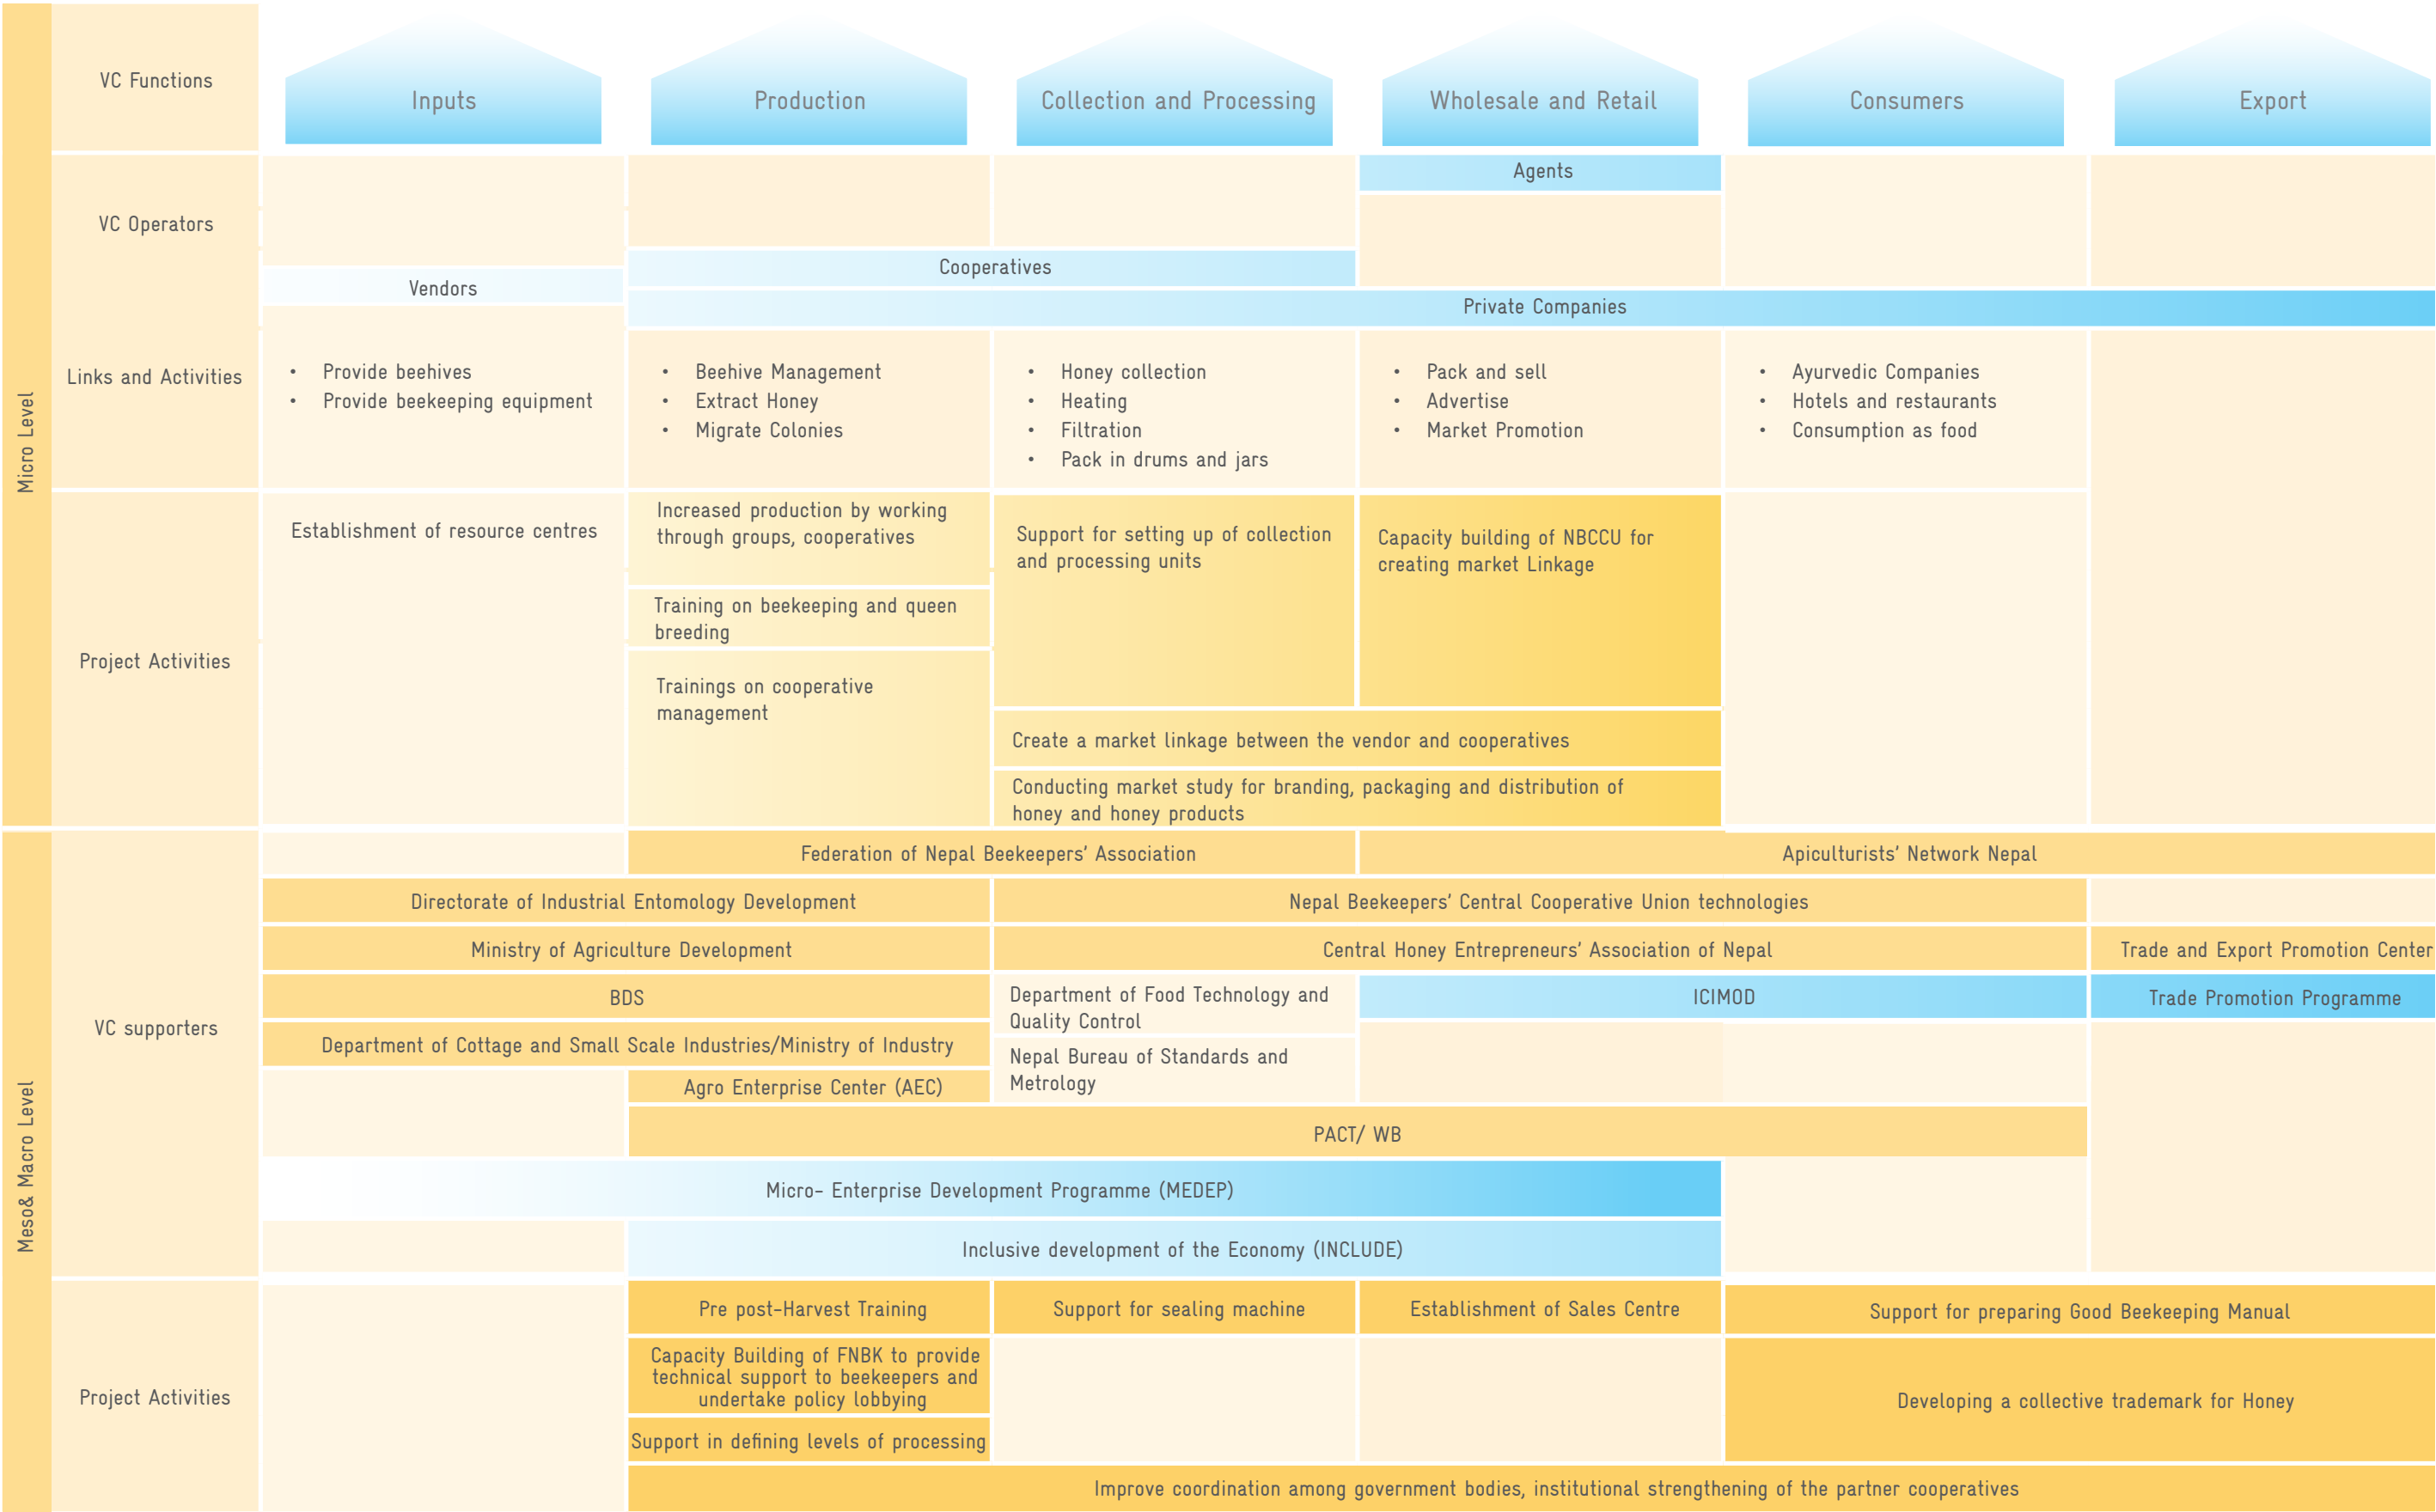 VC Functions
Inputs
Production
Collection and Processing
Wholesale and Retail
Consumers
Export
Micro Level
VC Operators
Agents
Cooperatives
Vendors
Private Companies
Links and Activities
• Provide beehives
• Provide beekeeping equipment
• Beehive Management
• Extract Honey
• Migrate Colonies
• Honey collection
• Heating
• Filtration
• Pack in drums and jars
• Pack and sell
• Advertise
• Market Promotion
• Ayurvedic Companies
• Hotels and restaurants
• Consumption as food
Project Activities
Establishment of resource centres
Increased production by working
through groups, cooperatives
Training on beekeeping and queen
breeding
Trainings on cooperative
management
Support for setting up of collection
and processing units
Capacity building of NBCCU for
creating market Linkage
Create a market linkage between the vendor and cooperatives
Conducting market study for branding, packaging and distribution of
honey and honey products
Meso& Macro Level
VC supporters
Federation of Nepal Beekeepers’ Association
Apiculturists’ Network Nepal
Directorate of Industrial Entomology Development
Nepal Beekeepers’ Central Cooperative Union technologies
Ministry of Agriculture Development
Central Honey Entrepreneurs’ Association of Nepal
Trade and Export Promotion Center
BDS
Department of Food Technology and
Quality Control
ICIMOD
Trade Promotion Programme
Department of Cottage and Small Scale Industries/Ministry of Industry
Nepal Bureau of Standards and
Metrology
Agro Enterprise Center (AEC)
PACT/ WB
Micro- Enterprise Development Programme (MEDEP)
Inclusive development of the Economy (INCLUDE)
Project Activities
Pre post-Harvest Training
Support for sealing machine
Establishment of Sales Centre
Support for preparing Good Beekeeping Manual
Capacity Building of FNBK to provide
technical support to beekeepers and
undertake policy lobbying
Developing a collective trademark for Honey
Support in defining levels of processing
Improve coordination among government bodies, institutional strengthening of the partner cooperatives